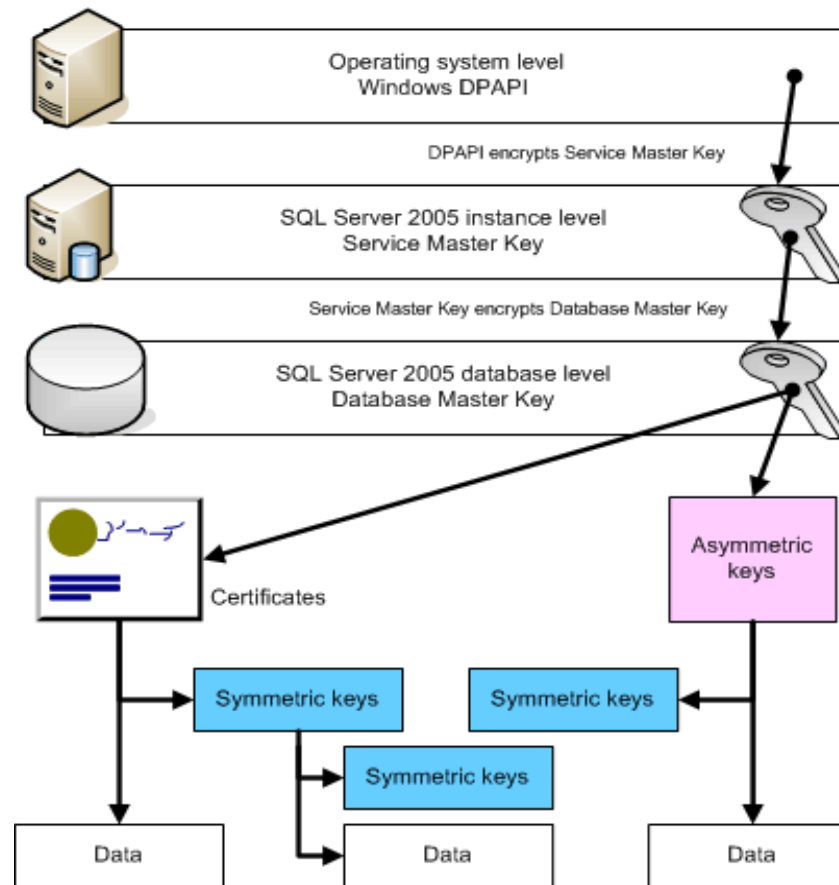 Operating system level
Windows DPAPI
DPAPI encrypts Service Master Key
SQL Server 2005 instance level
Service Master Key
Service Master Key encrypts Database Master Key
SQL Server 2005 database level
Database Master Key
Certificates
Asymmetric
keys
Symmetric keys
Symmetric keys
Symmetric keys
Data
Data
Data